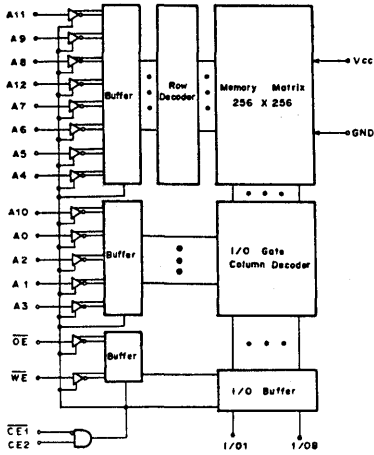 A11
A9
A8
A12
A7
A6
A5
A4
Buffer
Row
Decoder
Memory Matrix
256 X 256
Vcc
GND
A10
A0
A2
A1
A3
Buffer
I/O Gate
Column Decoder
OE
WE
Buffer
I/O Buffer
CE1
CE2
I/O1
I/O8